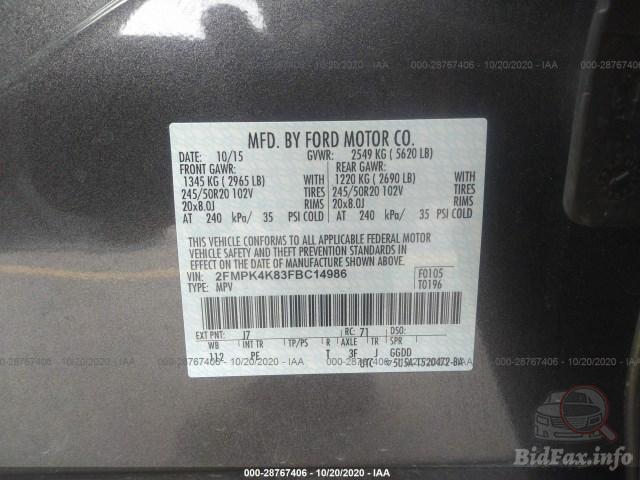 000-28767406 - 10/20/2020 - IAA
000-28767406 - 10/20/2020 - IAA
000-28767406 - 10/20/2020 - IAA
MFD. BY FORD MOTOR CO.
DATE: 10/15 GVWR: 2549 KG ( 5620 LB)
FRONT GAWR: REAR GAWR:
1345 KG ( 2965 LB) WITH 1220 KG ( 2690 LB) WITH
245/50R20 102V TIRES 245/50R20 102V TIRES
20x8.0J RIMS 20x8.0J RIMS
AT 240 kPa/ 35 PSI COLD AT 240 kPa/ 35 PSI COLD
THIS VEHICLE CONFORMS TO ALL APPLICABLE FEDERAL MOTOR
VEHICLE SAFETY AND THEFT PREVENTION STANDARDS IN
EFFECT ON THE DATE OF MANUFACTURE SHOWN ABOVE.
VIN: 2FMPK4K83FBC14986 F0105
TYPE: MPV T0196
EXT PNT: J7 RC: 71 DSO:
WB INT TR TP/PS R AXLE TR SPR
112 PF T 3F J GGDD
UTC 5USA-1520472-BA
000-28767406 - 10/20/2020 - IAA
000-28767406 - 10/20/2020 - IAA
BidFax.info
000-28767406 - 10/20/2020 - IAA